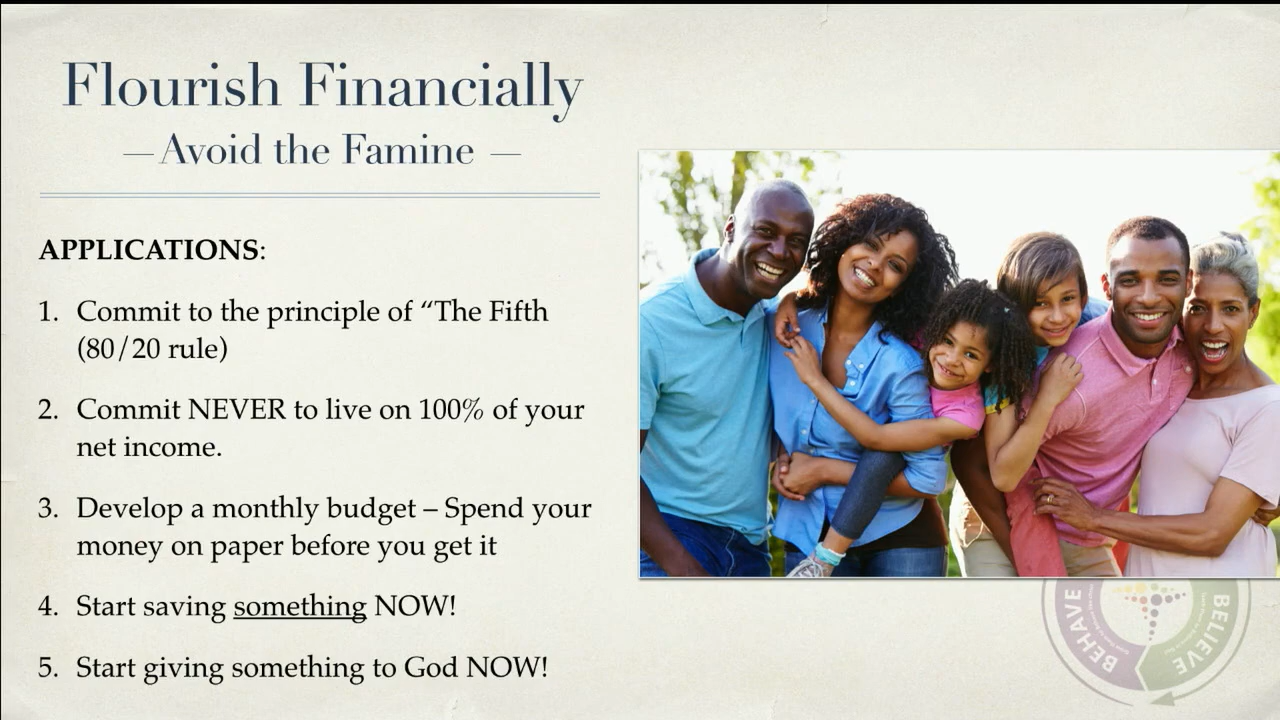 Flourish Financially
— Avoid the Famine —
APPLICATIONS:
1. Commit to the principle of “The Fifth
(80/20 rule)
2. Commit NEVER to live on 100% of your
net income.
3. Develop a monthly budget – Spend your
money on paper before you get it
4. Start saving something NOW!
5. Start giving something to God NOW!
BEHAVE
BELIEVE